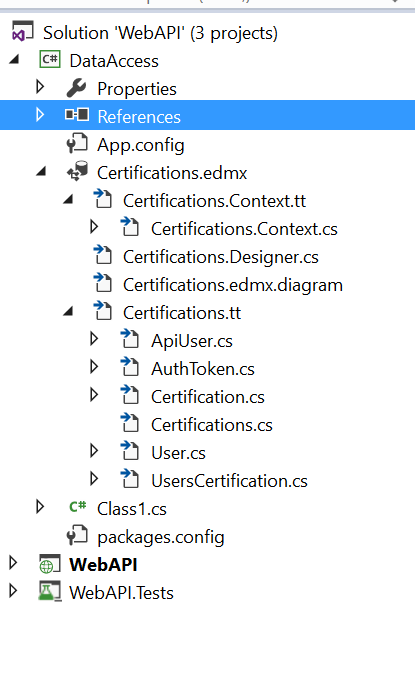 Solution 'WebAPI' (3 projects)
C# DataAccess
Properties
References
App.config
Certifications.edmx
Certifications.Context.tt
Certifications.Context.cs
Certifications.Designer.cs
Certifications.edmx.diagram
Certifications.tt
ApiUser.cs
AuthToken.cs
Certification.cs
Certifications.cs
User.cs
UsersCertification.cs
C# Class1.cs
packages.config
WebAPI
WebAPI.Tests